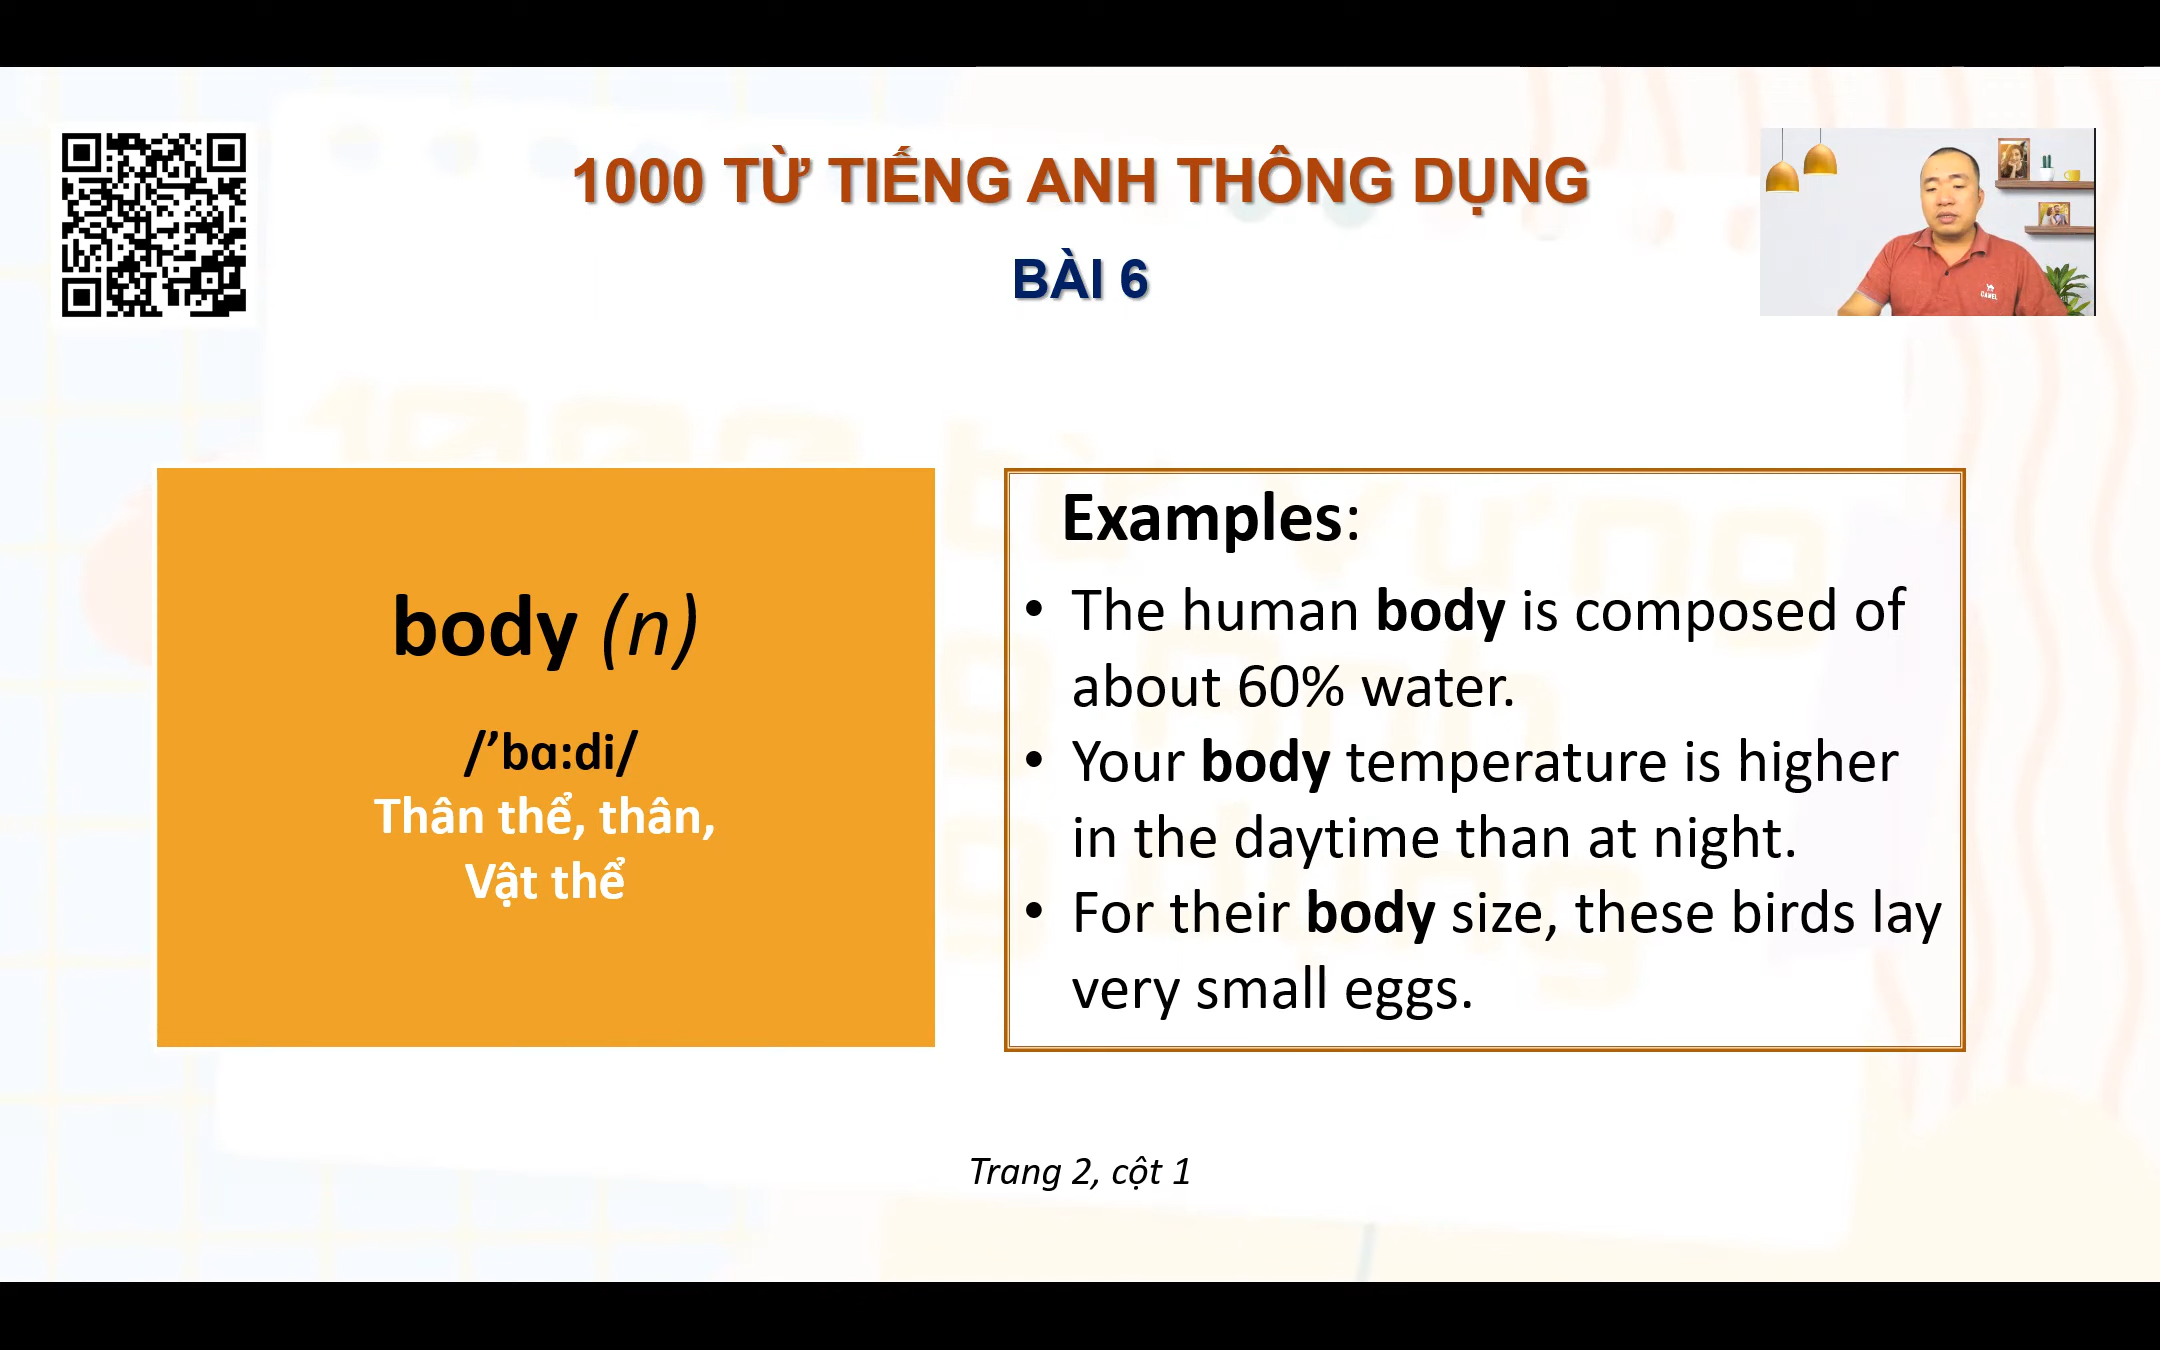 1000 TỪ TIẾNG ANH THÔNG DỤNG
BÀI 6
CAMEL
body (n)
/’bɑ:di/
Thân thể, thân,
Vật thể
Examples:
• The human body is composed of
about 60% water.
• Your body temperature is higher
in the daytime than at night.
• For their body size, these birds lay
very small eggs.
Trang 2, cột 1